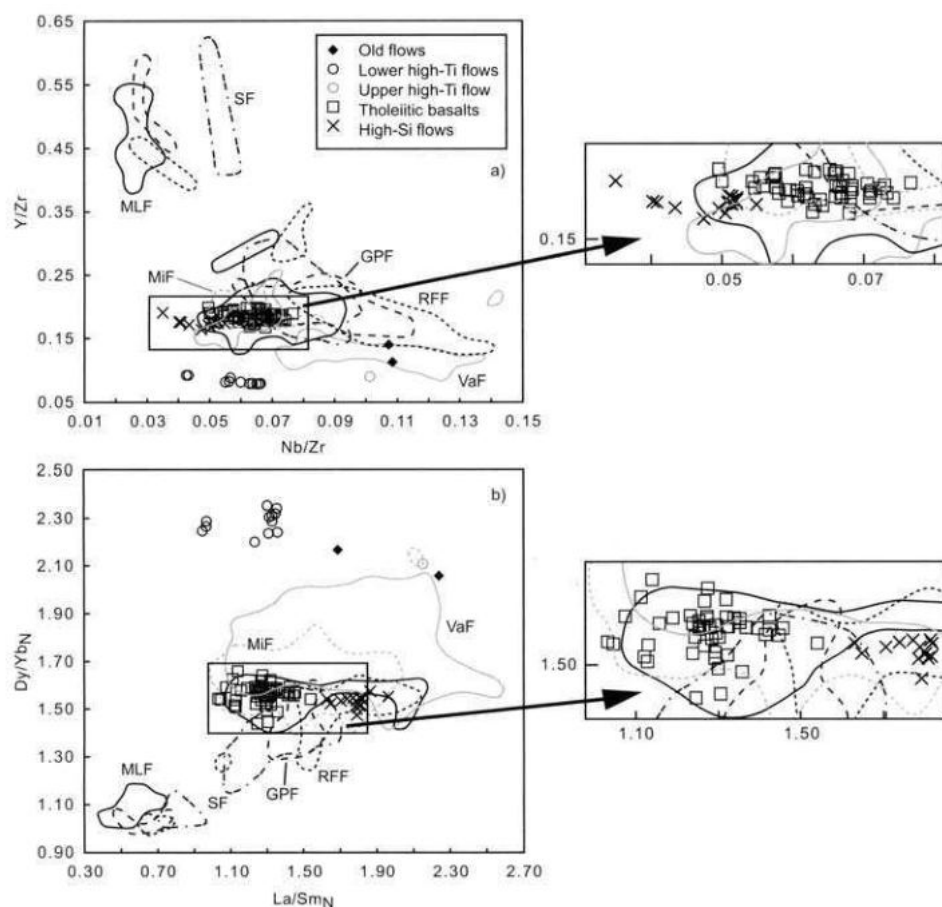 0.65
0.55
0.45
0.35
0.25
0.15
0.05
Y/Zr
0.01 0.03 0.05 0.07 0.09 0.11 0.13 0.15
Nb/Zr
Old flows
Lower high-Ti flows
Upper high-Ti flow
Tholeiitic basalts
High-Si flows
a)
SF
MLF
MiF
GPF
RFF
VaF
0.15
0.05 0.07
2.50
2.30
2.10
1.90
1.70
1.50
1.30
1.10
0.90
Dy/YbN
0.30 0.70 1.10 1.50 1.90 2.30 2.70
La/SmN
b)
VaF
MiF
MLF
SF
GPF
RFF
1.50
1.10 1.50